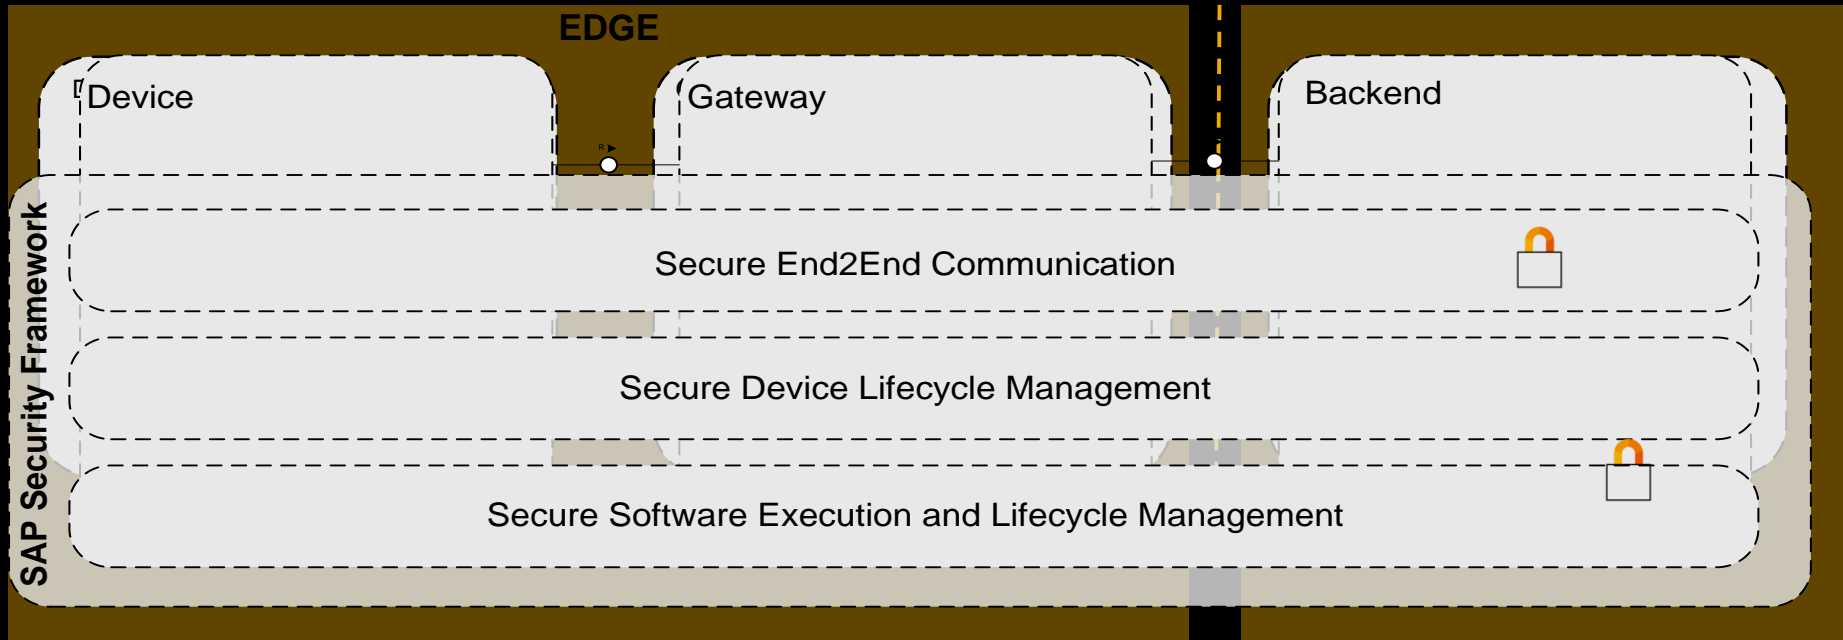 EDGE
Device
Gateway
Backend
R
SAP Security Framework
Secure End2End Communication
Secure Device Lifecycle Management
Secure Software Execution and Lifecycle Management